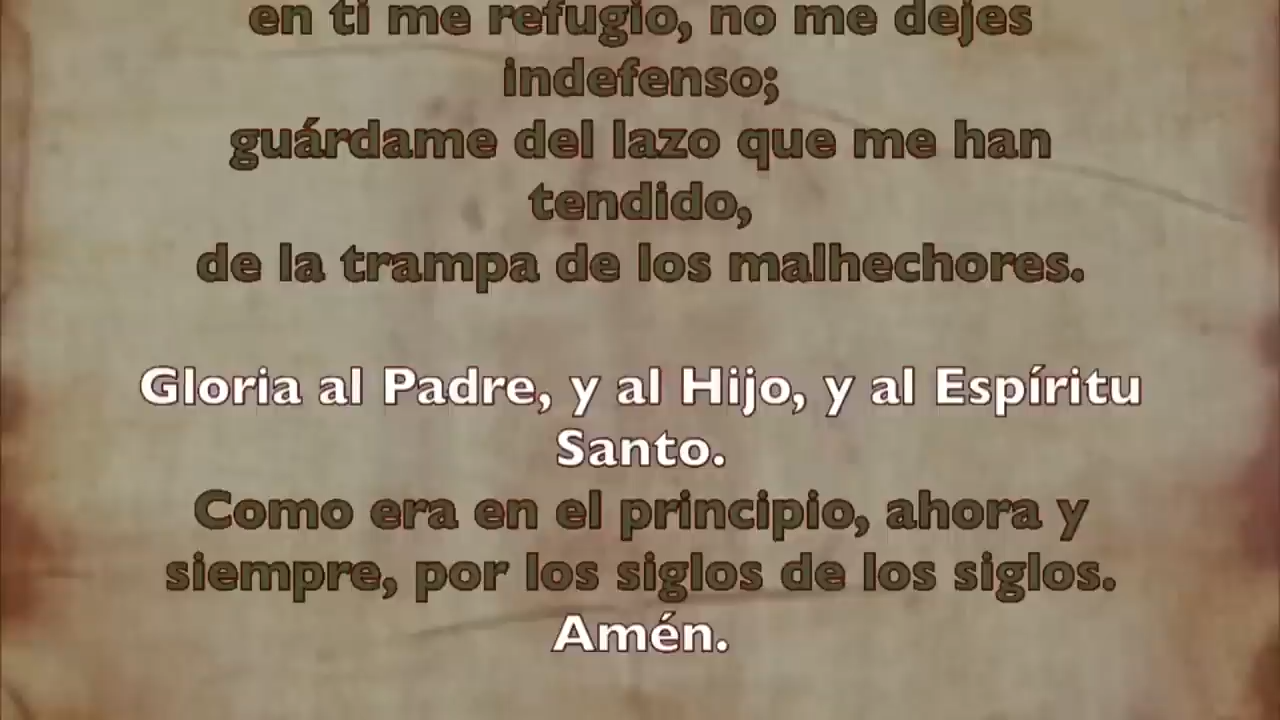 en ti me refugio, no me dejes
indefenso;
guárdame del lazo que me han
tendido,
de la trampa de los malhechores.
Gloria al Padre, y al Hijo, y al Espíritu
Santo.
Como era en el principio, ahora y
siempre, por los siglos de los siglos.
Amén.